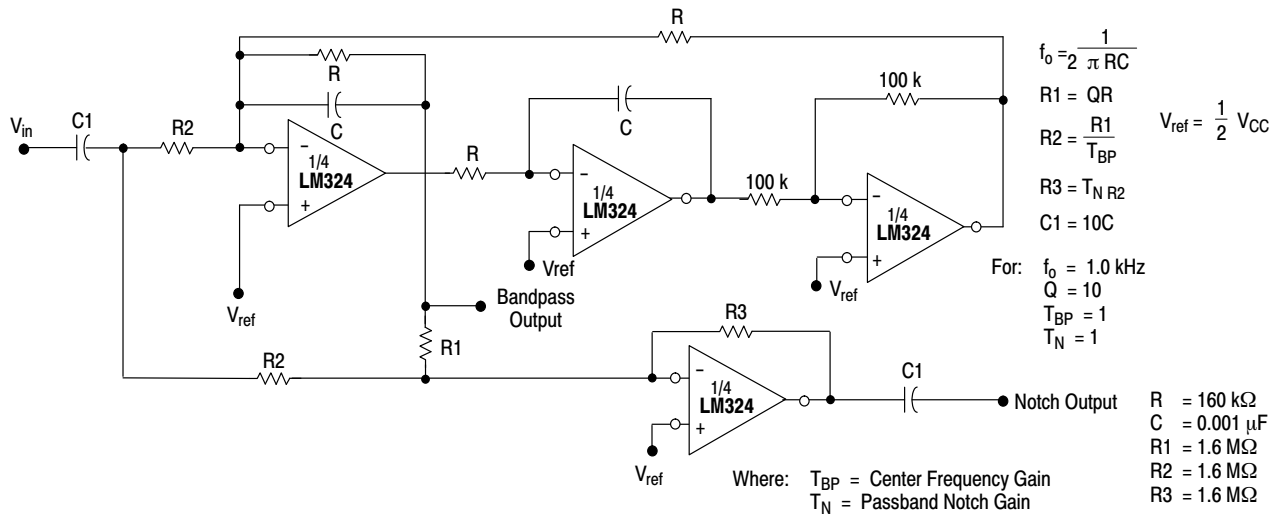 R
R
C
C1
V_in
R2
1/4
LM324
V_ref
R
C
1/4
LM324
Vref
100 k
100 k
1/4
LM324
V_ref
Bandpass
Output
R1
R2
R3
1/4
LM324
V_ref
C1
Notch Output
f_o = 2 1/π RC
R1 = QR
R2 = R1/T_BP
R3 = T_N R2
C1 = 10C
V_ref = 1/2 V_CC
For: f_o = 1.0 kHz
Q = 10
T_BP = 1
T_N = 1
R = 160 kΩ
C = 0.001 μF
R1 = 1.6 MΩ
R2 = 1.6 MΩ
R3 = 1.6 MΩ
Where: T_BP = Center Frequency Gain
T_N = Passband Notch Gain